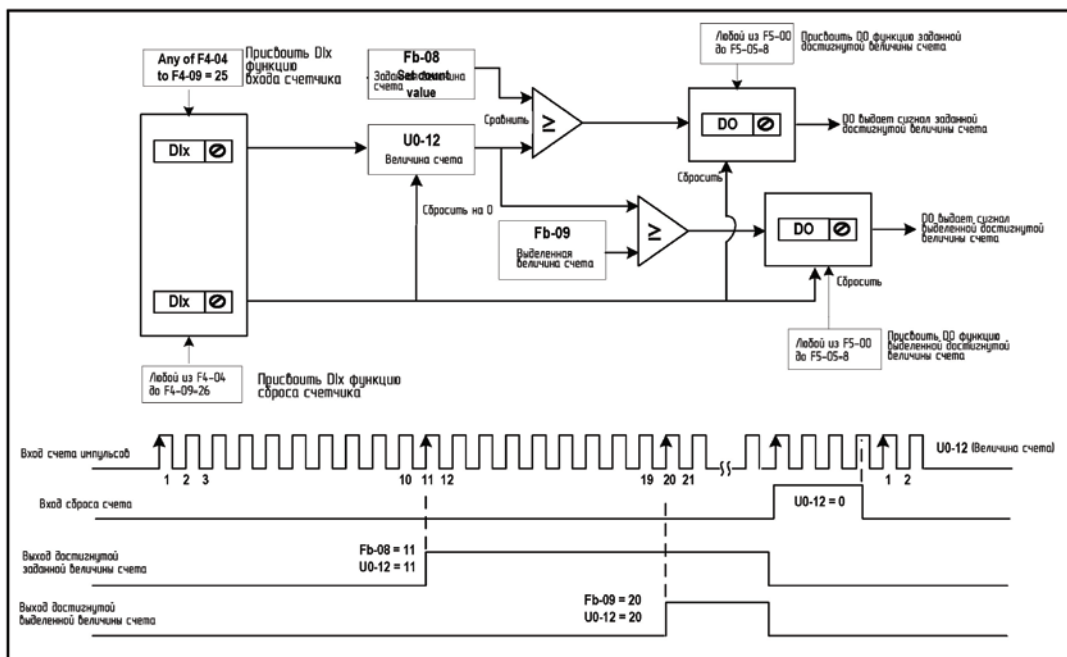 Any of F4-04
to F4-09 = 25
Присвоить DIx
функцию
входа счетчика
Fb-08
Set count
value
счета
Любой из F5-00
до F5-05=8
Присвоить DO функцию заданной
достигнутой величины счета
Сравнить
≥
DIx
U0-12
Величина счета
DO
DO выдает сигнал заданной
достигнутой величины счета
Сбросить
Сбросить на 0
Fb-09
Выделенная
величина счета
≥
DO
DO выдает сигнал
выделенной достигнутой
величины счета
DIx
Сбросить
Любой из F5-00
до F5-05=8
Присвоить DO функцию
выделенной достигнутой
величины счета
Любой из F4-04
до F4-09=26
Присвоить DIx функцию
сброса счетчика
Вход счета импульсов
U0-12 (Величина счета)
1 2 3 10 11 12 19 20 21 1 2
Вход сброса счета
U0-12 = 0
Выход достигнутой
заданной величины счета
Fb-08 = 11
U0-12 = 11
Выход достигнутой
выделенной величины счета
Fb-09 = 20
U0-12 = 20